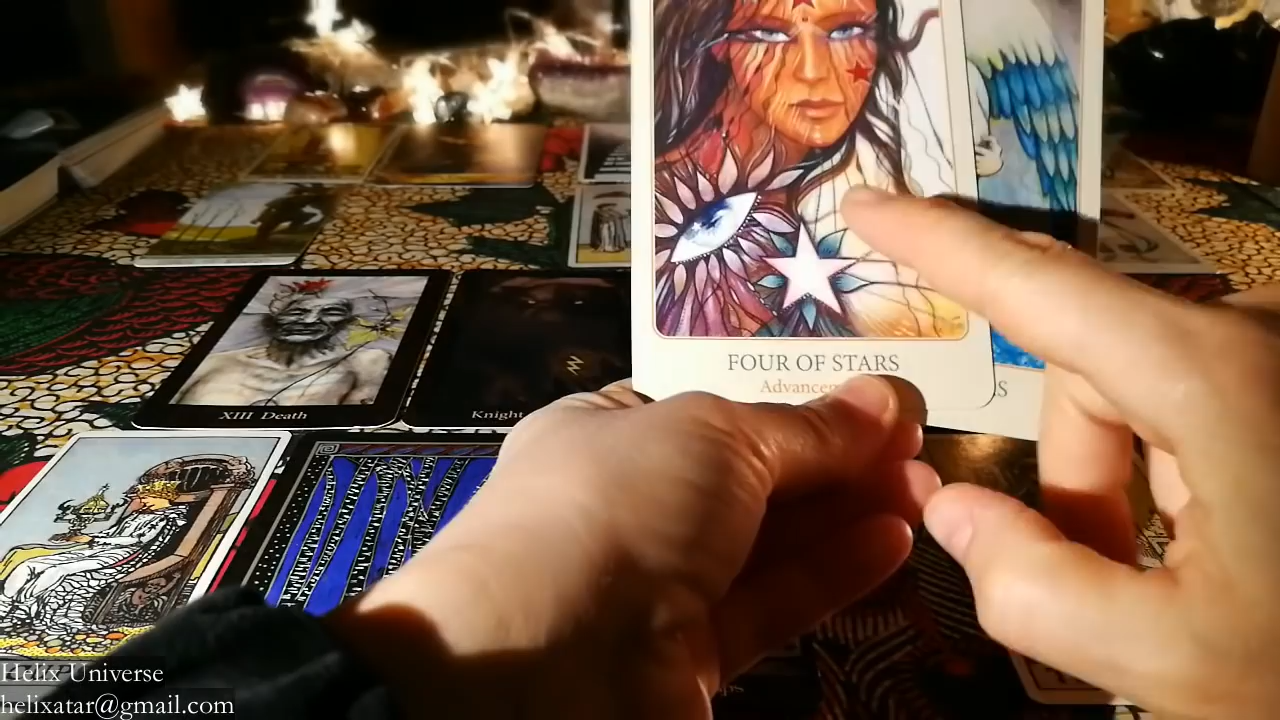 FOUR OF STARS
XIII Death
Knight
Helix Universe
helixatar@gmail.com